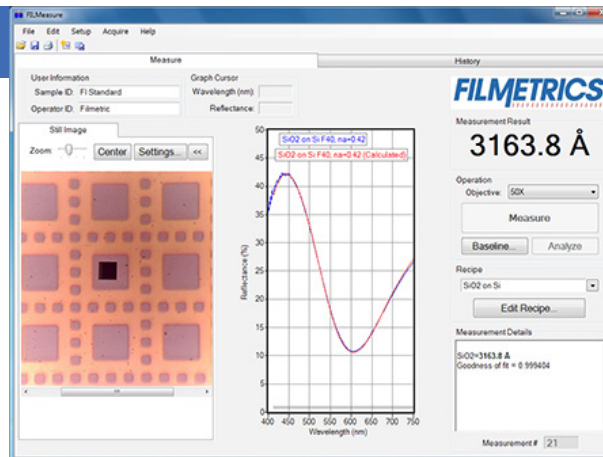 FILMeasure
File Edit Setup Acquire Help
Measure
History
User Information
Sample ID: FI Standard
Operator ID: Filmetric
Graph Cursor
Wavelength (nm):
Reflectance:
FILMETRICS
Measurement Result
3163.8 Å
Still Image
Zoom:
Center
Settings...
<<
SiO2 on Si F40, na=0.42
SiO2 on Si F40, na=0.42 (Calculated)
50
45
40
35
30
25
20
15
10
5
0
Reflectance (%)
400 450 500 550 600 650 700 750
Wavelength (nm)
Operation
Objective: 50X
Measure
Baseline...
Analyze
Recipe
SiO2 on Si
Edit Recipe...
Measurement Details
SiO2=3163.8 Å
Goodness of fit = 0.999404
Measurement # 21